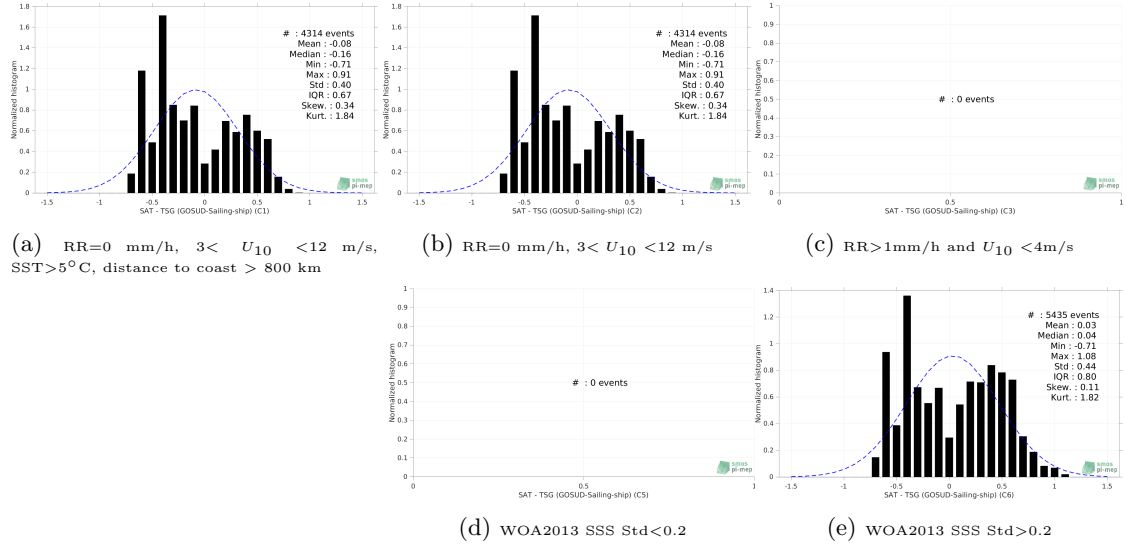 1.8
1.6
1.4
1.2
1
0.8
0.6
0.4
0.2
0
Normalized histogram
# : 4314 events
Mean : -0.08
Median : -0.16
Min : -0.71
Max : 0.91
Std : 0.40
IQR : 0.67
Skew. : 0.34
Kurt. : 1.84
smos
pi-mep
-1.5 -1 -0.5 0 0.5 1 1.5
SAT - TSG (GOSUD-Sailing-ship) (C1)
(a) RR=0 mm/h, 3< U10 <12 m/s,
SST>5°C, distance to coast > 800 km
1.8
1.6
1.4
1.2
1
0.8
0.6
0.4
0.2
0
Normalized histogram
# : 4314 events
Mean : -0.08
Median : -0.16
Min : -0.71
Max : 0.91
Std : 0.40
IQR : 0.67
Skew. : 0.34
Kurt. : 1.84
smos
pi-mep
-1.5 -1 -0.5 0 0.5 1 1.5
SAT - TSG (GOSUD-Sailing-ship) (C2)
(b) RR=0 mm/h, 3< U10 <12 m/s
1
0.9
0.8
0.7
0.6
0.5
0.4
0.3
0.2
0.1
0
Normalized histogram
# : 0 events
smos
pi-mep
0 0.5 1
SAT - TSG (GOSUD-Sailing-ship) (C3)
(c) RR>1mm/h and U10 <4m/s
1
0.9
0.8
0.7
0.6
0.5
0.4
0.3
0.2
0.1
0
Normalized histogram
# : 0 events
smos
pi-mep
0 0.5 1
SAT - TSG (GOSUD-Sailing-ship) (C5)
(d) WOA2013 SSS Std<0.2
1.4
1.2
1
0.8
0.6
0.4
0.2
0
Normalized histogram
# : 5435 events
Mean : 0.03
Median : 0.04
Min : -0.71
Max : 1.08
Std : 0.44
IQR : 0.80
Skew. : 0.11
Kurt. : 1.82
smos
pi-mep
-1.5 -1 -0.5 0 0.5 1 1.5
SAT - TSG (GOSUD-Sailing-ship) (C6)
(e) WOA2013 SSS Std>0.2